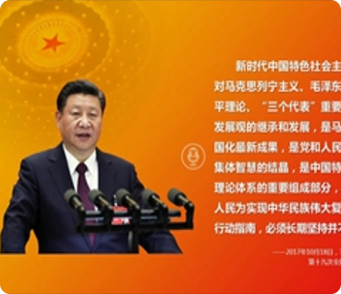 新时代中国特色社会主
对马克思列宁主义、毛泽东
平理论、“三个代表”重要
发展观的继承和发展，是马
国化最新成果，是党和人民
集体智慧的结晶，是中国特
理论体系的重要组成部分，
人民为实现中华民族伟大复
行动指南，必须长期坚持并不
——2017年10月18日，
第十九次全